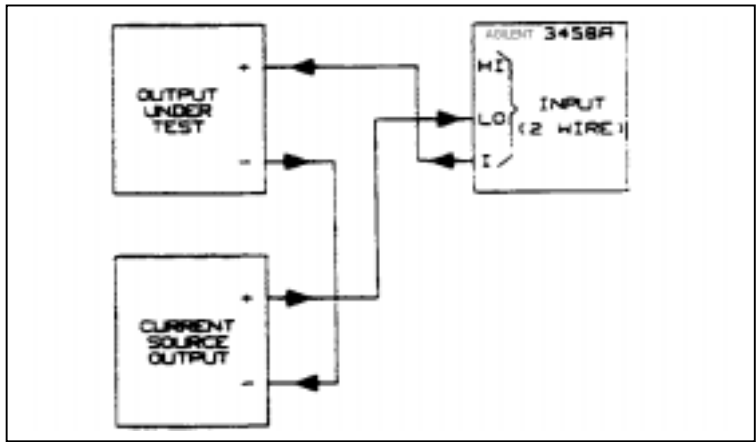 OUTPUT
UNDER
TEST
+
-
AGILENT 3458A
HI
LO
I
INPUT
(2 WIRE)
CURRENT
SOURCE
OUTPUT
+
-